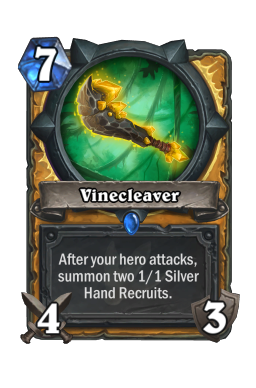 7
Vinecleaver
After your hero attacks,
summon two 1/1 Silver
Hand Recruits.
4
3